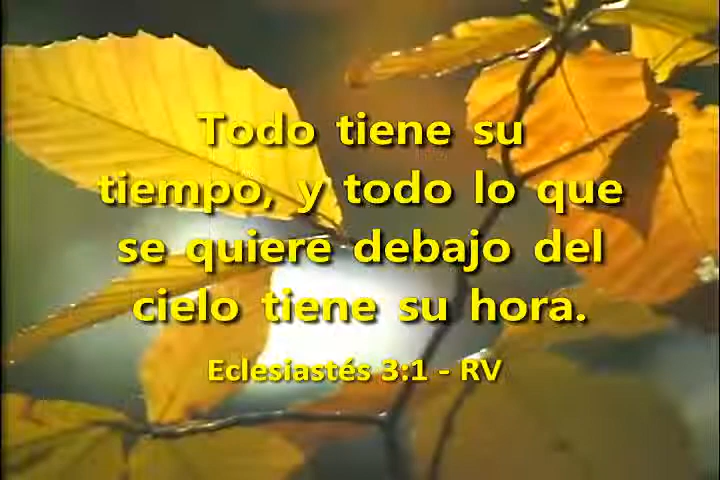 Todo tiene su
tiempo, y todo lo que
se quiere debajo del
cielo tiene su hora.
Eclesiastés 3:1 - RV